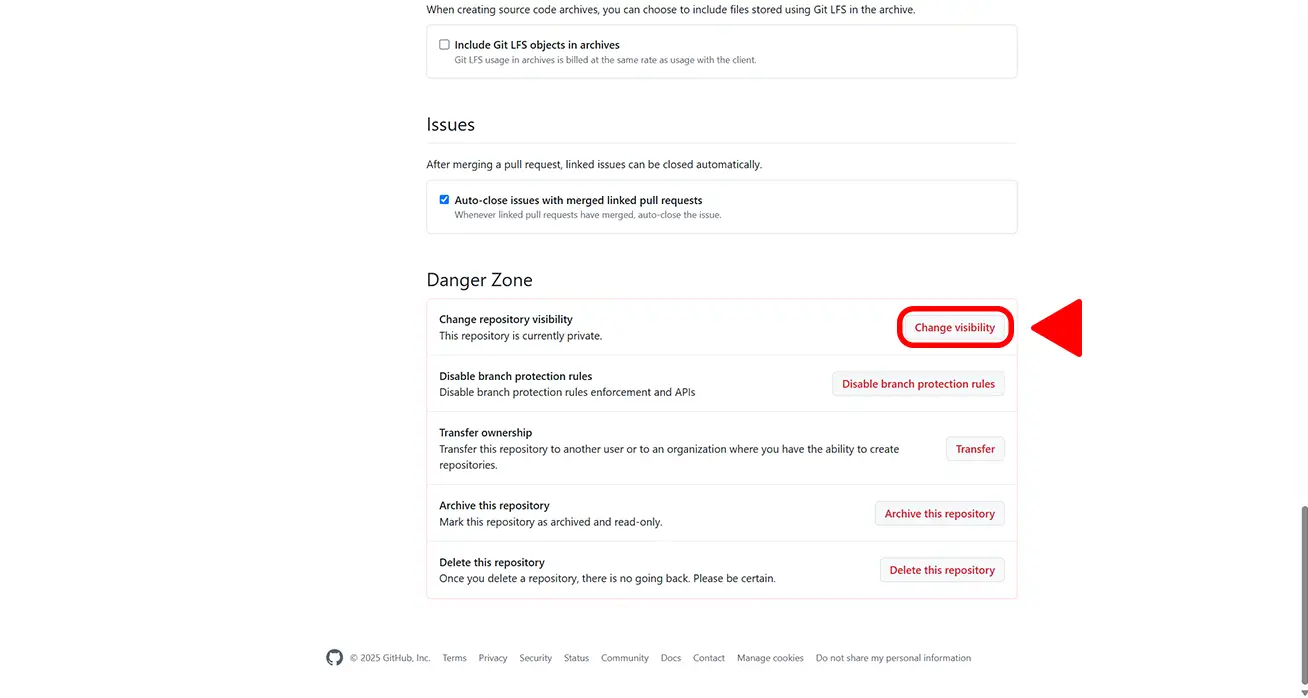 When creating source code archives, you can choose to include files stored using Git LFS in the archive.
Include Git LFS objects in archives
Git LFS usage in archives is billed at the same rate as usage with the client.
Issues
After merging a pull request, linked issues can be closed automatically.
Auto-close issues with merged linked pull requests
Whenever linked pull requests have merged, auto-close the issue.
Danger Zone
Change repository visibility
This repository is currently private.
Change visibility
Disable branch protection rules
Disable branch protection rules enforcement and APIs
Disable branch protection rules
Transfer ownership
Transfer this repository to another user or to an organization where you have the ability to create
repositories.
Transfer
Archive this repository
Mark this repository as archived and read-only.
Archive this repository
Delete this repository
Once you delete a repository, there is no going back. Please be certain.
Delete this repository
© 2025 GitHub, Inc. Terms Privacy Security Status Community Docs Contact Manage cookies Do not share my personal information